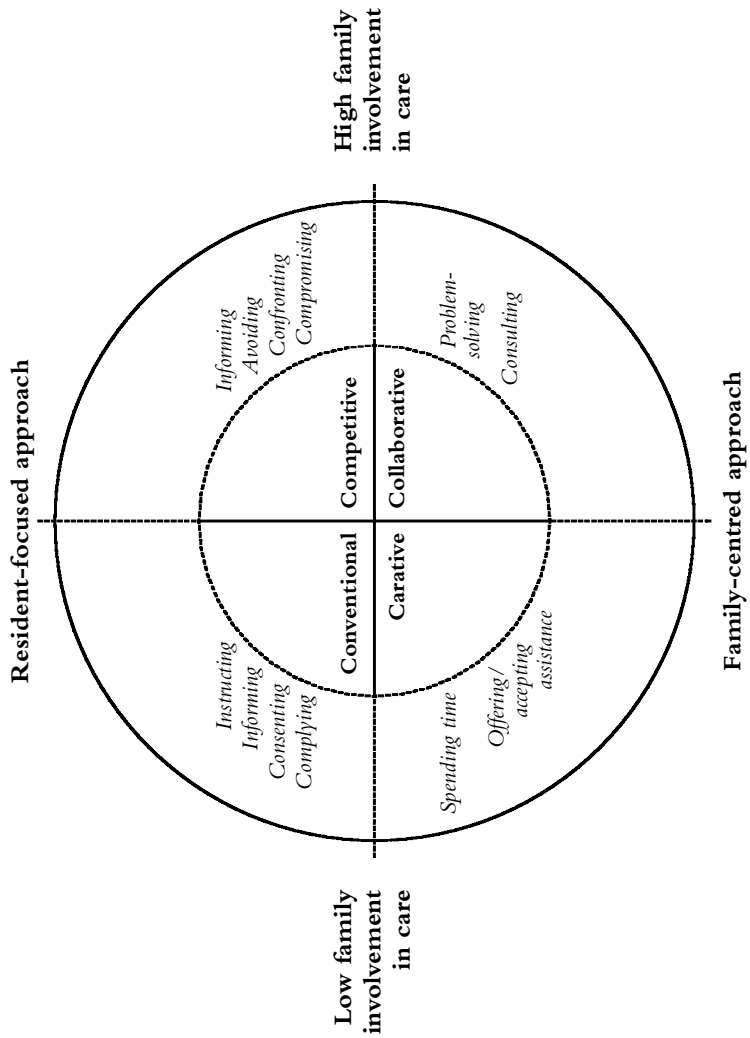 Resident-focused approach
Instructing
Informing
Consenting
Complying
Informing
Avoiding
Confronting
Compromising
Low family
involvement
in care
Conventional
Competitive
High family
involvement
in care
Carative
Collaborative
Spending time
Offering/
accepting
assistance
Problem-
solving
Consulting
Family-centred approach